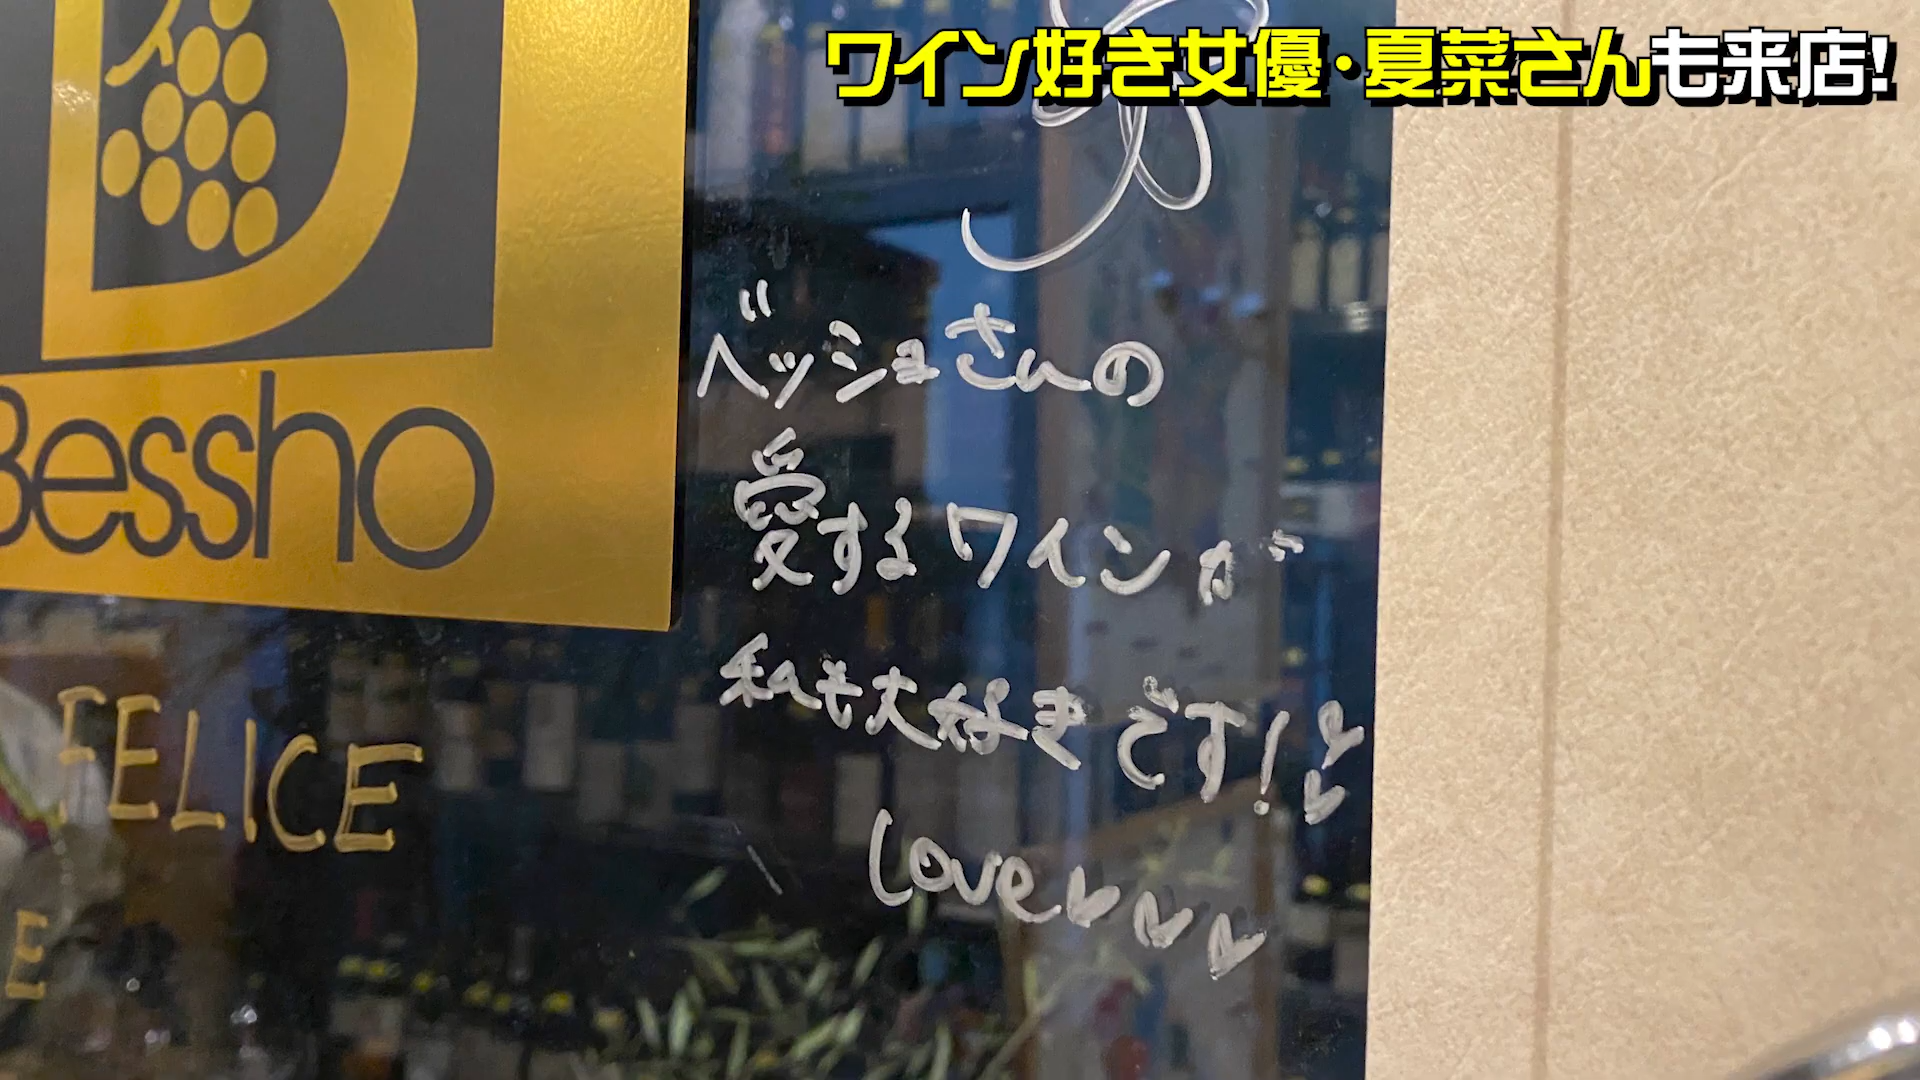 ワイン好き女優・夏菜さんも来店!
Bessho
ベッショさんの
愛するワインが
私も大好きです!♡♡
Love♡♡♡
FELICE
E